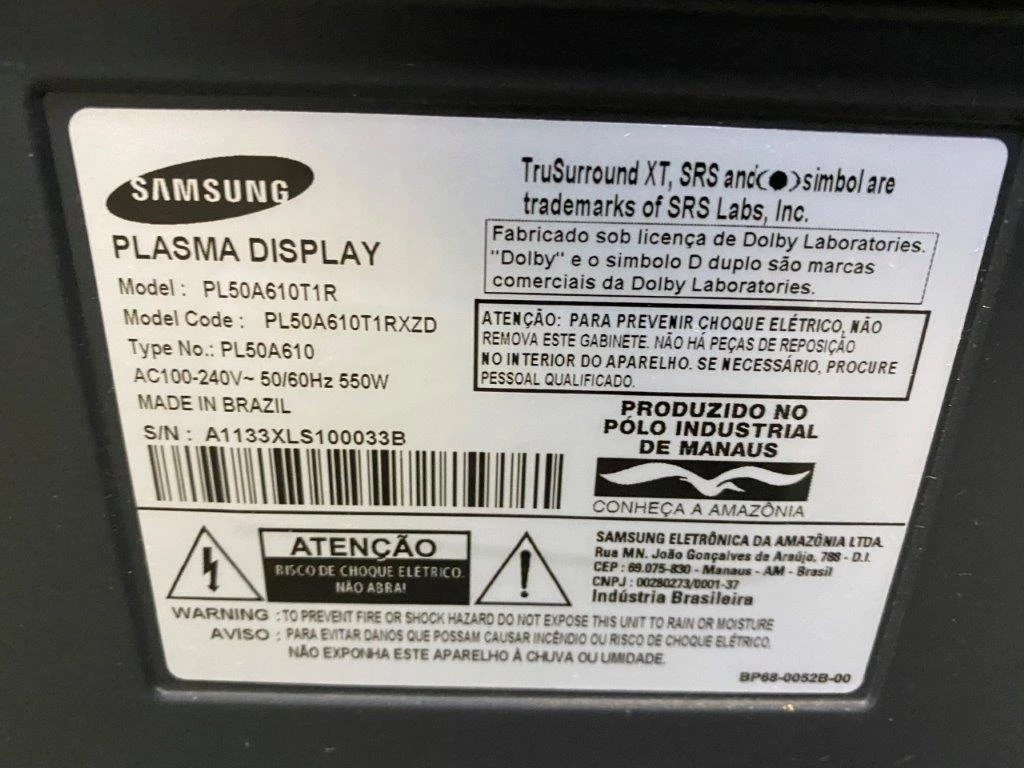 SAMSUNG
PLASMA DISPLAY
Model : PL50A610T1R
Model Code : PL50A610T1RXZD
Type No.: PL50A610
AC100-240V~ 50/60Hz 550W
MADE IN BRAZIL
S/N : A1133XLS100033B
TruSurround XT, SRS and (●) simbol are
trademarks of SRS Labs, Inc.
Fabricado sob licença de Dolby Laboratories.
"Dolby" e o simbolo D duplo são marcas
comerciais da Dolby Laboratories.
ATENÇÃO: PARA PREVENIR CHOQUE ELÉTRICO, NÃO
REMOVA ESTE GABINETE. NÃO HÁ PEÇAS DE REPOSIÇÃO
NO INTERIOR DO APARELHO. SE NECESSÁRIO, PROCURE
PESSOAL QUALIFICADO.
PRODUZIDO NO
PÓLO INDUSTRIAL
DE MANAUS
CONHEÇA A AMAZÔNIA
ATENÇÃO
RISCO DE CHOQUE ELÉTRICO.
NÃO ABRA!
SAMSUNG ELETRÔNICA DA AMAZÔNIA LTDA.
Rua MN. João Gonçalves de Araújo, 788 - D.I.
CEP : 69.075-830 - Manaus - AM - Brasil
CNPJ : 00280273/0001-37
Indústria Brasileira
WARNING : TO PREVENT FIRE OR SHOCK HAZARD DO NOT EXPOSE THIS UNIT TO RAIN OR MOISTURE
AVISO : PARA EVITAR DANOS QUE POSSAM CAUSAR INCÊNDIO OU RISCO DE CHOQUE ELÉTRICO.
NÃO EXPONHA ESTE APARELHO À CHUVA OU UMIDADE.
BP68-0052B-00